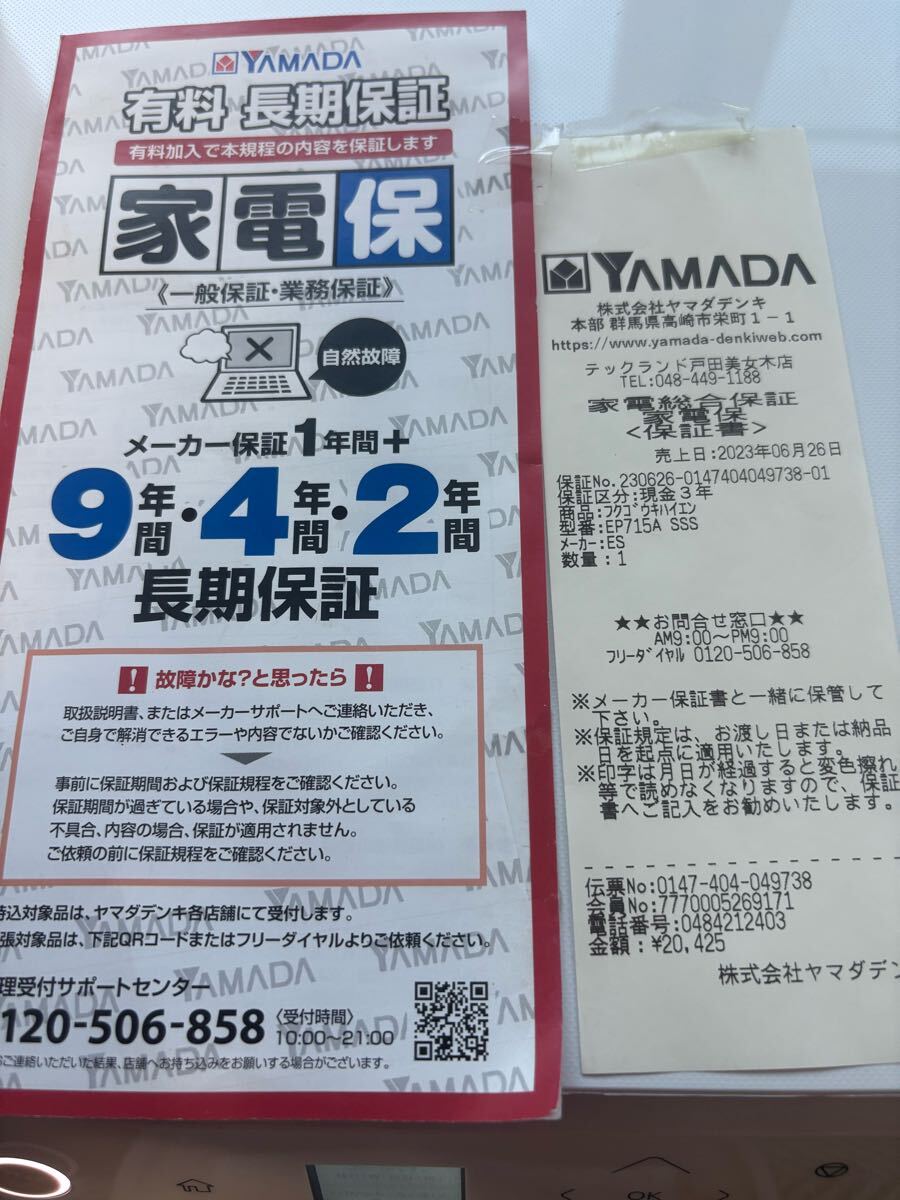 YAMADA
有料 長期保証
有料加入で本規程の内容を保証します
家電保
《一般保証・業務保証》
自然故障
メーカー保証1年間+
9年間・4年間・2年間
長期保証
! 故障かな?と思ったら !
取扱説明書、またはメーカーサポートへご連絡いただき、
ご自身で解消できるエラーや内容でないかご確認ください。
事前に保証期間および保証規程をご確認ください。
保証期間が過ぎている場合や、保証対象外としている
不具合、内容の場合、保証が適用されません。
ご依頼の前に保証規程をご確認ください。
込対象品は、ヤマダデンキ各店舗にて受付します。
張対象品は、下記QRコードまたはフリーダイヤルよりご依頼ください。
理受付サポートセンター
120-506-858 〈受付時間〉
10:00〜21:00
ご連絡いただいた結果、店舗へお持ち込みをお願いする場合がございます。
YAMADA
株式会社ヤマダデンキ
本部 群馬県高崎市栄町1-1
https://www.yamada-denkiweb.com
テックランド戸田美女木店
TEL:048-449-1188
家電総合保証
家電保
<保証書>
売上日:2023年06月26日
保証No.230626-0147404049738-01
保証区分:現金3年
商品:フクゴウキハイエン
型番:EP715A SSS
メーカー:ES
数量:1
★★お問合せ窓口★★
AM9:00〜PM9:00
フリーダイヤル 0120-506-858
※メーカー保証書と一緒に保管して
下さい。
※保証規定は、お渡し日または納品
日を起点に適用いたします。
※印字は月日が経過すると変色擦れ
等で読めなくなりますので、保証
書へご記入をお勧めいたします。
伝票No:0147-404-049738
会員No:7770005269171
電話番号:0484212403
金額:¥20,425
株式会社ヤマダデン
OK